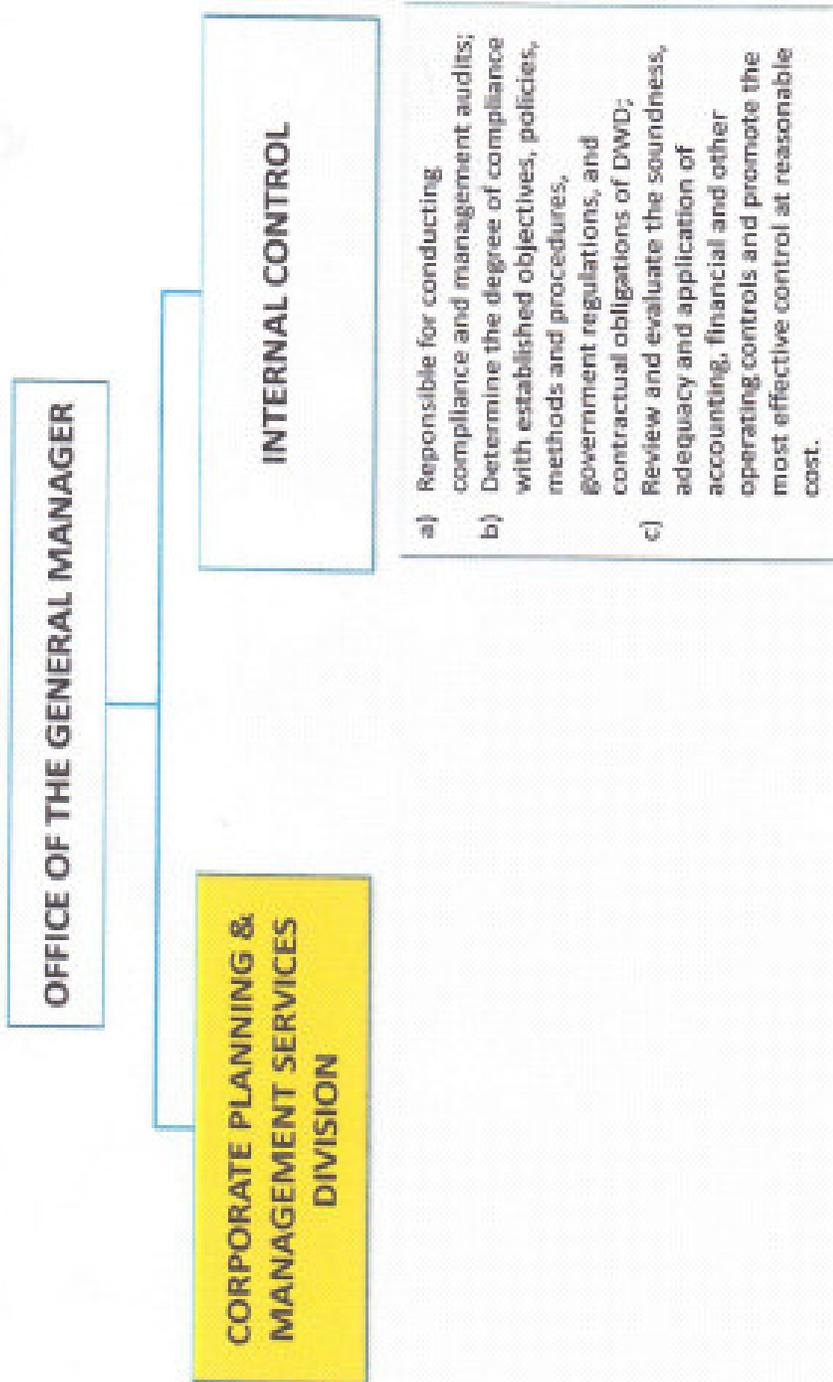 OFFICE OF THE GENERAL MANAGER
CORPORATE PLANNING &
MANAGEMENT SERVICES
DIVISION
INTERNAL CONTROL
a) Reponsible for conducting
compliance and management audits;
b) Determine the degree of compliance
with established objectives, policies,
methods and procedures,
government regulations, and
contractual obligations of DWD;
c) Review and evaluate the soundness,
adequacy and application of
accounting, financial and other
operating controls and promote the
most effective control at reasonable
cost.